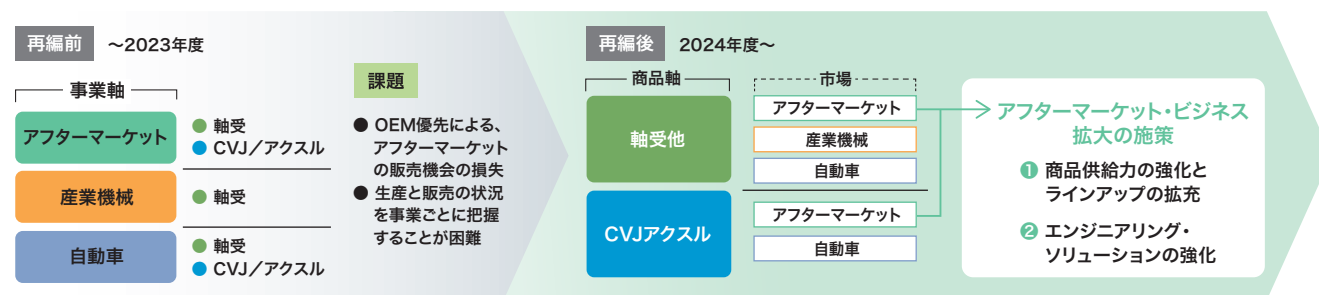 再編前 ～2023年度
事業軸
アフターマーケット
● 軸受
● CVJ／アクスル
産業機械
● 軸受
自動車
● 軸受
● CVJ／アクスル
課題
● OEM優先による、
アフターマーケット
の販売機会の損失
● 生産と販売の状況
を事業ごとに把握
することが困難
再編後 2024年度～
商品軸
市場
軸受他
アフターマーケット
産業機械
自動車
CVJアクスル
アフターマーケット
自動車
アフターマーケット・ビジネス
拡大の施策
❶ 商品供給力の強化と
ラインアップの拡充
❷ エンジニアリング・
ソリューションの強化